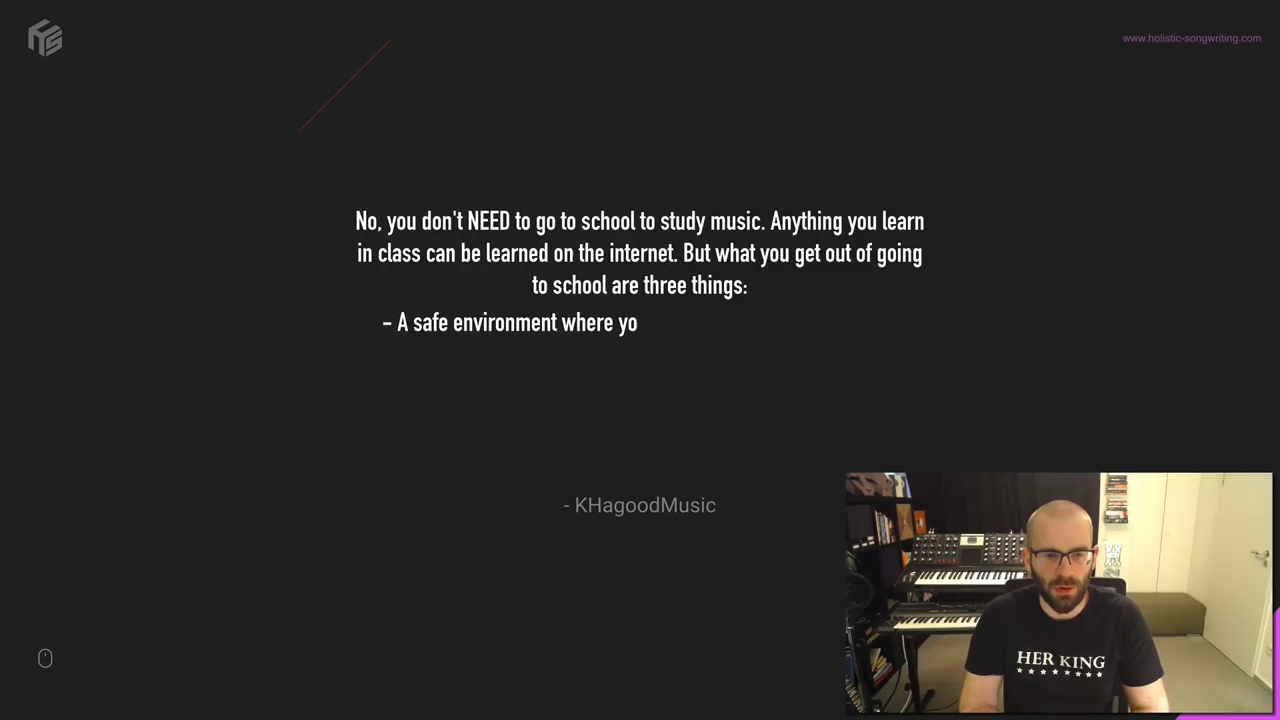 www.holistic-songwriting.com
No, you don't NEED to go to school to study music. Anything you learn
in class can be learned on the internet. But what you get out of going
to school are three things:
- A safe environment where yo
- KHagoodMusic
HER KING